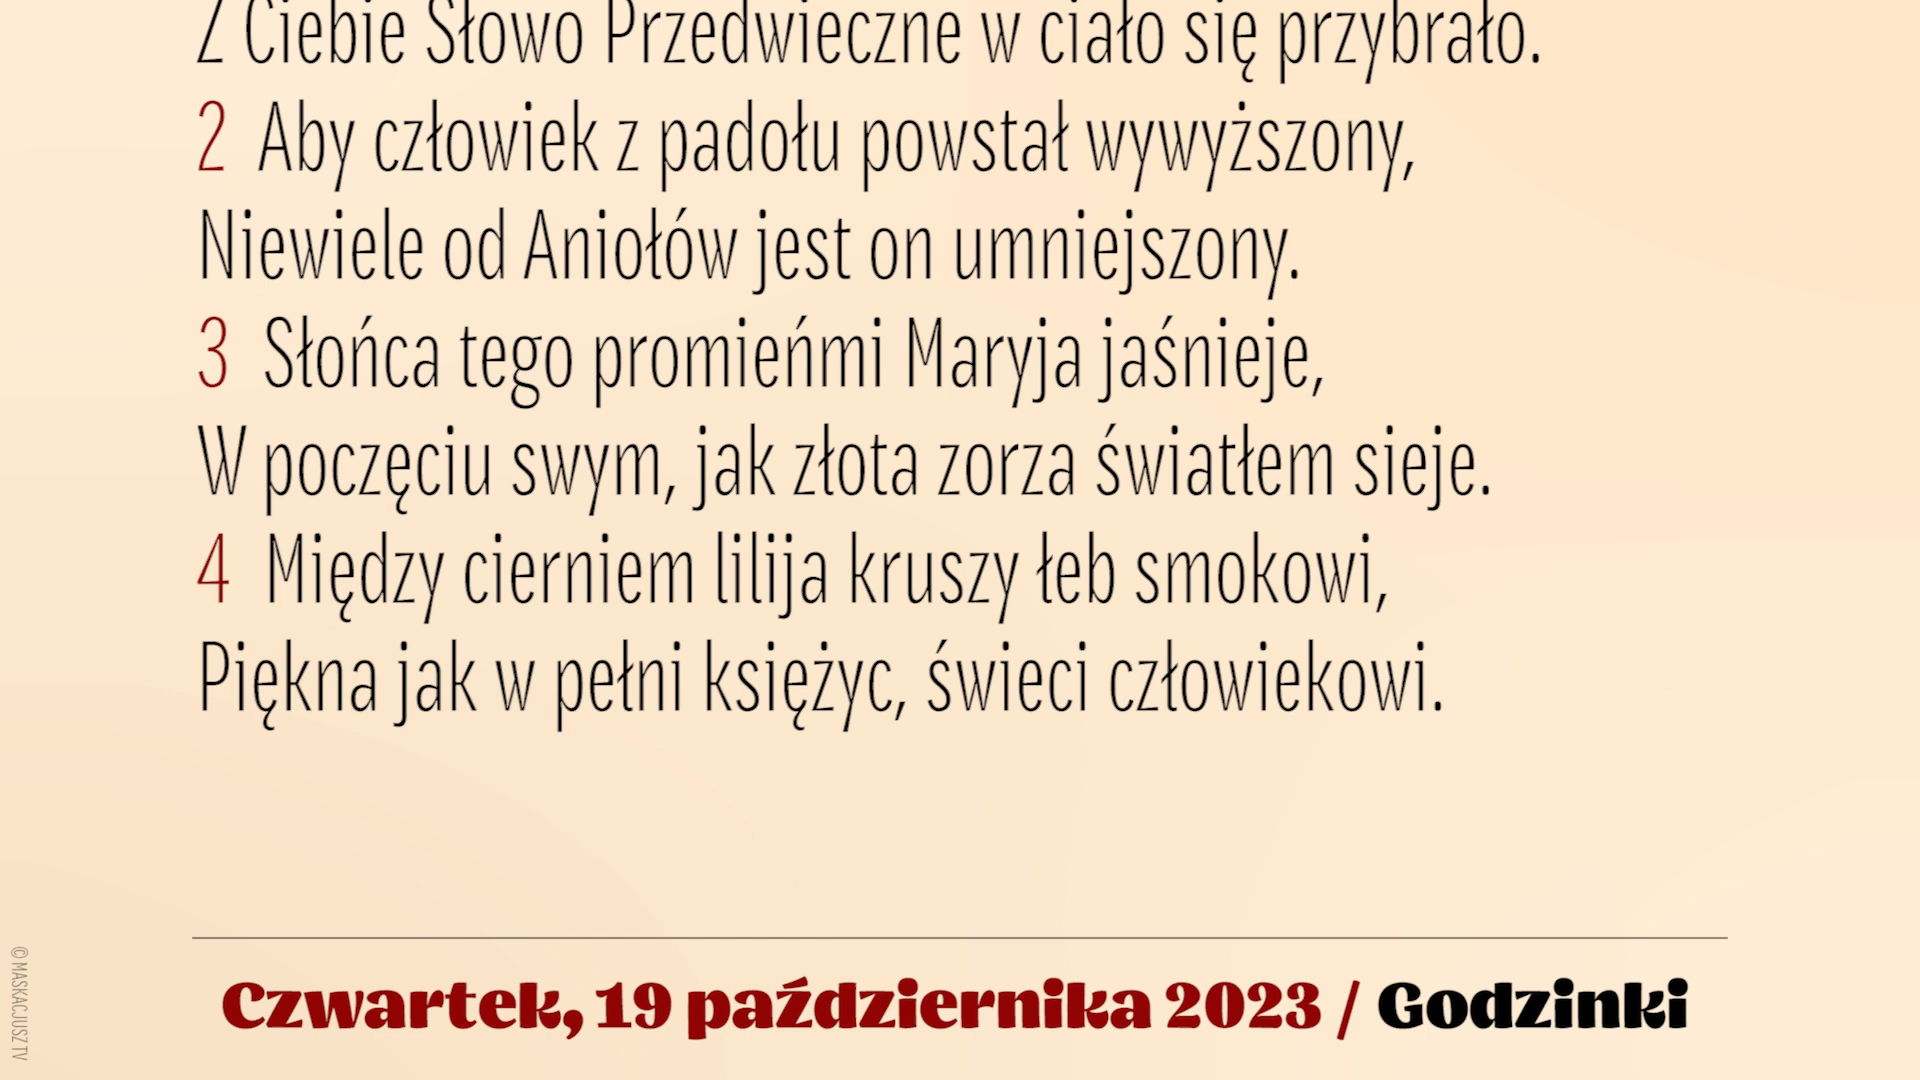 Z Ciebie Słowo Przedwieczne w ciało się przybrało.
2 Aby człowiek z padołu powstał wywyższony,
Niewiele od Aniołów jest on umniejszony.
3 Słońca tego promieńmi Maryja jaśnieje,
W poczęciu swym, jak złota zorza światłem sieje.
4 Między cierniem lilija kruszy łeb smokowi,
Piękna jak w pełni księżyc, świeci człowiekowi.
Czwartek, 19 października 2023 / Godzinki
© MASKACJUSZ TV